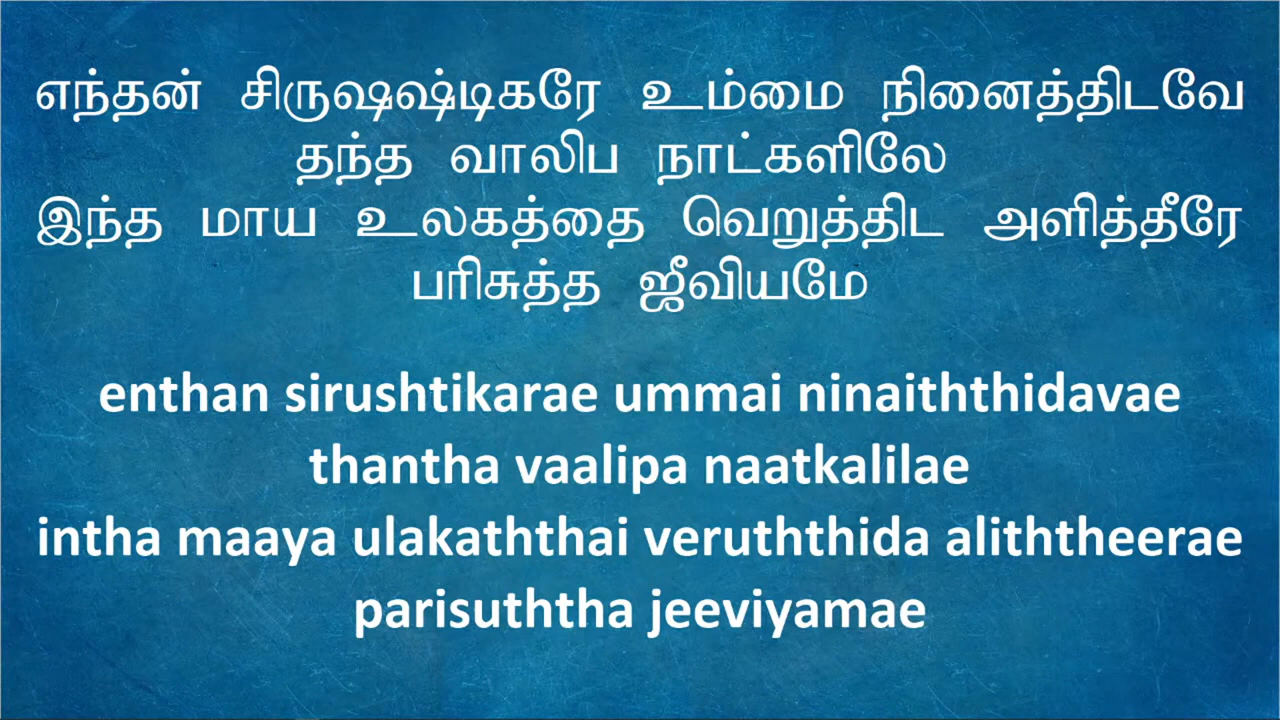 எந்தன் சிருஷஷ்டிகரே உம்மை நினைத்திடவே
தந்த வாலிப நாட்களிலே
இந்த மாய உலகத்தை வெறுத்திட அளித்தீரே
பரிசுத்த ஜீவியமே
enthan sirushtikarae ummai ninaiththidavae
thantha vaalipa naatkalilae
intha maaya ulakaththai veruththida aliththeerae
parisuththa jeeviyamae